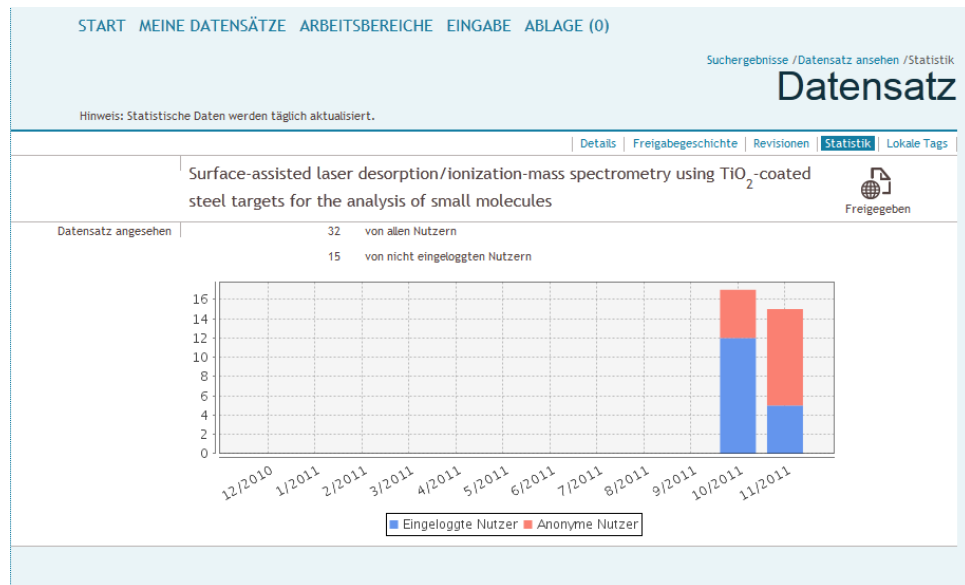 START MEINE DATENSÄTZE ARBEITSBEREICHE EINGABE ABLAGE (0)
Suchergebnisse /Datensatz ansehen /Statistik
Datensatz
Hinweis: Statistische Daten werden täglich aktualisiert.
Details Freigabegeschichte Revisionen Statistik Lokale Tags
Surface-assisted laser desorption/ionization-mass spectrometry using TiO2-coated
steel targets for the analysis of small molecules
Freigegeben
Datensatz angesehen 32 von allen Nutzern
15 von nicht eingeloggten Nutzern
16
14
12
10
8
6
4
2
0
12/2010 1/2011 2/2011 3/2011 4/2011 5/2011 6/2011 7/2011 8/2011 9/2011 10/2011 11/2011
Eingeloggte Nutzer Anonyme Nutzer